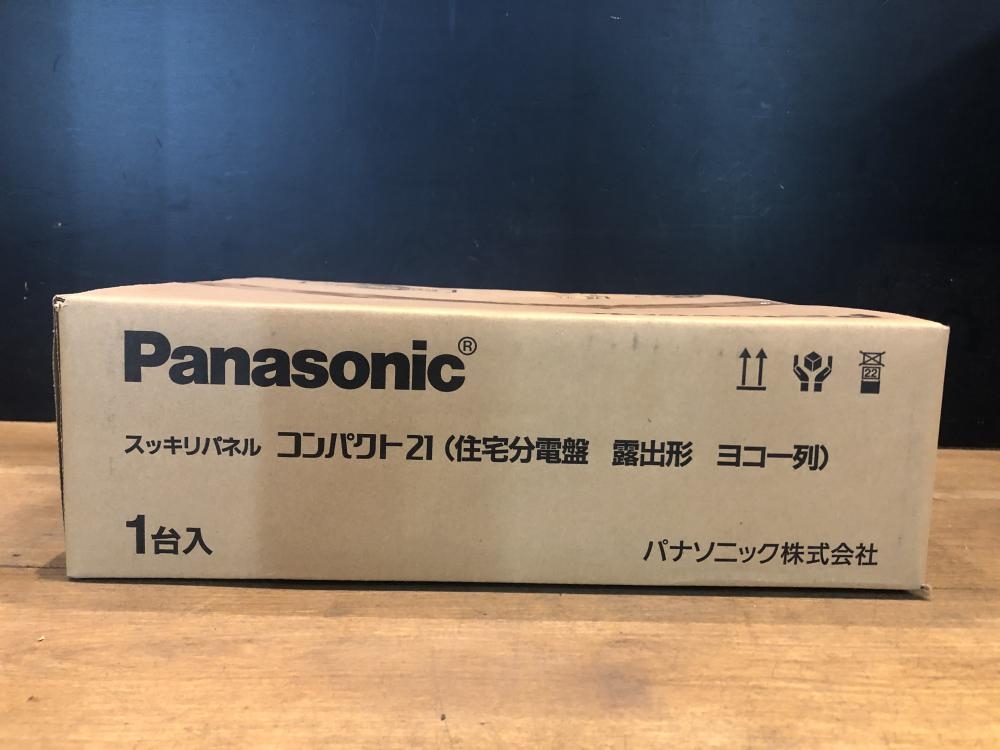 Panasonic®
22
スッキリパネル コンパクト21(住宅分電盤 露出形 ヨコ一列)
1台入
パナソニック株式会社